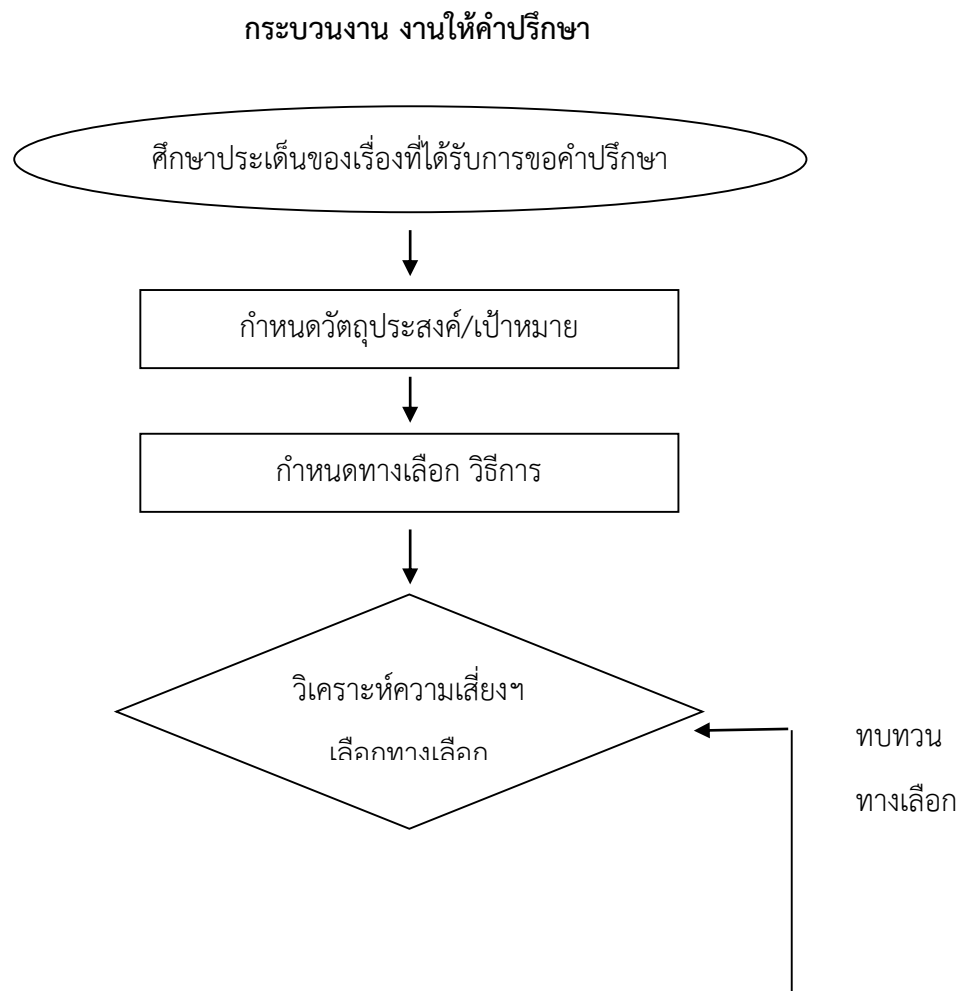 กระบวนงาน งานให้คำปรึกษา
ศึกษาประเด็นของเรื่องที่ได้รับการขอคำปรึกษา
กำหนดวัตถุประสงค์/เป้าหมาย
กำหนดทางเลือก วิธีการ
วิเคราะห์ความเสี่ยงฯ
เลือกทางเลือก
ทบทวน
ทางเลือก